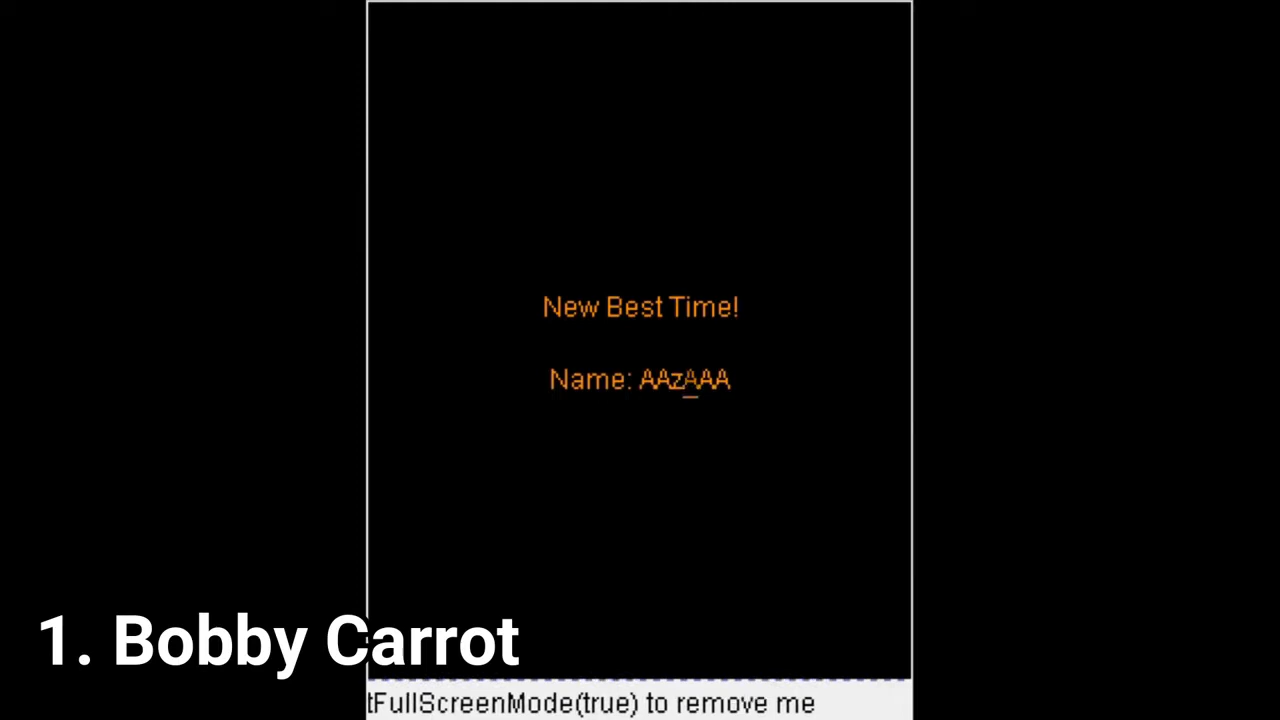 New Best Time!
Name: AAzAAA
1. Bobby Carrot
tFullScreenMode(true) to remove me